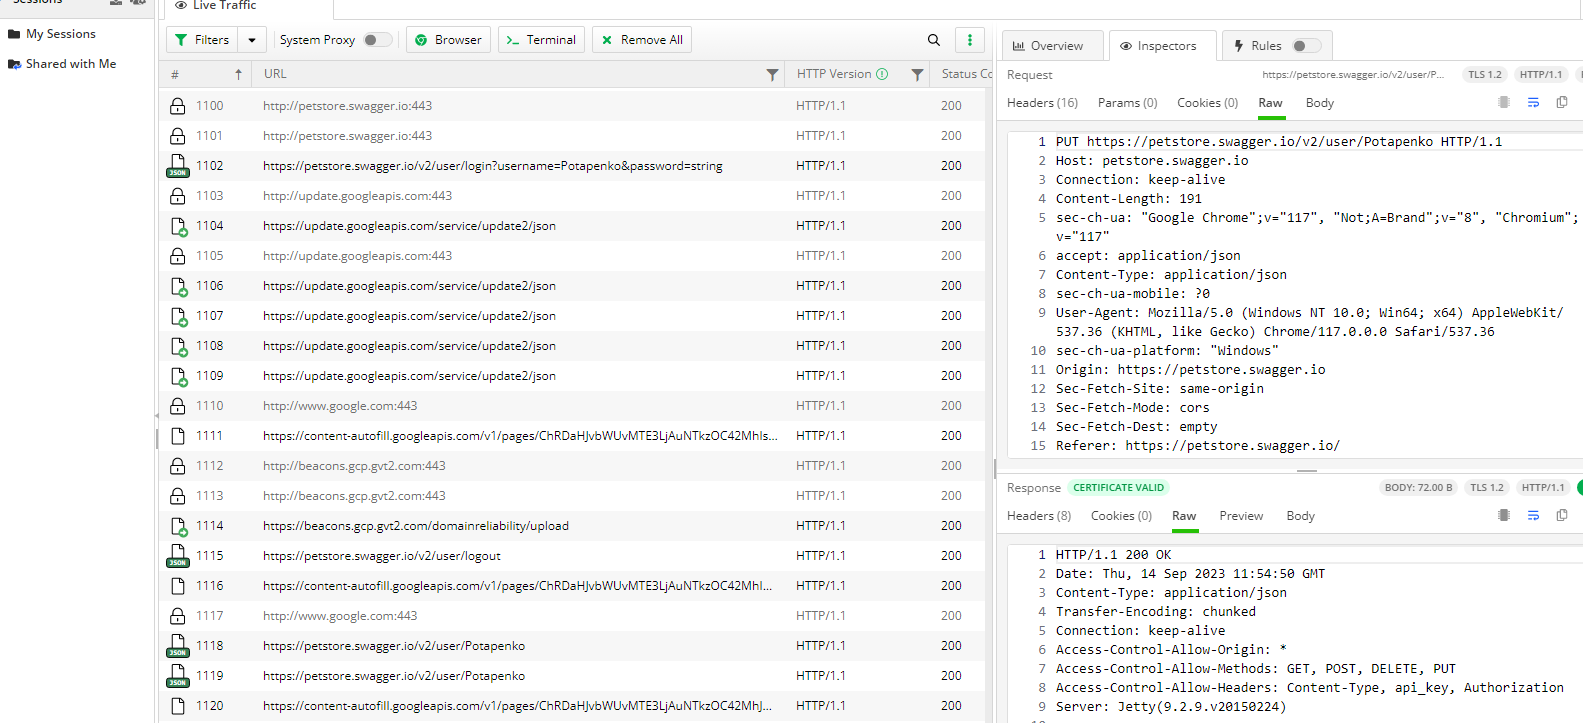 Sessions
My Sessions
Shared with Me
Live Traffic
Filters System Proxy Browser Terminal Remove All
# URL HTTP Version Status Co
1100 http://petstore.swagger.io:443 HTTP/1.1 200
1101 http://petstore.swagger.io:443 HTTP/1.1 200
JSON 1102 https://petstore.swagger.io/v2/user/login?username=Potapenko&password=string HTTP/1.1 200
1103 http://update.googleapis.com:443 HTTP/1.1 200
1104 https://update.googleapis.com/service/update2/json HTTP/1.1 200
1105 http://update.googleapis.com:443 HTTP/1.1 200
1106 https://update.googleapis.com/service/update2/json HTTP/1.1 200
1107 https://update.googleapis.com/service/update2/json HTTP/1.1 200
1108 https://update.googleapis.com/service/update2/json HTTP/1.1 200
1109 https://update.googleapis.com/service/update2/json HTTP/1.1 200
1110 http://www.google.com:443 HTTP/1.1 200
1111 https://content-autofill.googleapis.com/v1/pages/ChRDaHJvbWUvMTE3LjAuNTkzOC42MhIs... HTTP/1.1 200
1112 http://beacons.gcp.gvt2.com:443 HTTP/1.1 200
1113 http://beacons.gcp.gvt2.com:443 HTTP/1.1 200
1114 https://beacons.gcp.gvt2.com/domainreliability/upload HTTP/1.1 200
JSON 1115 https://petstore.swagger.io/v2/user/logout HTTP/1.1 200
1116 https://content-autofill.googleapis.com/v1/pages/ChRDaHJvbWUvMTE3LjAuNTkzOC42MhI... HTTP/1.1 200
1117 http://www.google.com:443 HTTP/1.1 200
JSON 1118 https://petstore.swagger.io/v2/user/Potapenko HTTP/1.1 200
JSON 1119 https://petstore.swagger.io/v2/user/Potapenko HTTP/1.1 200
1120 https://content-autofill.googleapis.com/v1/pages/ChRDaHJvbWUvMTE3LjAuNTkzOC42MhJ... HTTP/1.1 200
Overview Inspectors Rules
Request https://petstore.swagger.io/v2/user/P... TLS 1.2 HTTP/1.1
Headers (16) Params (0) Cookies (0) Raw Body
1 PUT https://petstore.swagger.io/v2/user/Potapenko HTTP/1.1
2 Host: petstore.swagger.io
3 Connection: keep-alive
4 Content-Length: 191
5 sec-ch-ua: "Google Chrome";v="117", "Not;A=Brand";v="8", "Chromium";
v="117"
6 accept: application/json
7 Content-Type: application/json
8 sec-ch-ua-mobile: ?0
9 User-Agent: Mozilla/5.0 (Windows NT 10.0; Win64; x64) AppleWebKit/
537.36 (KHTML, like Gecko) Chrome/117.0.0.0 Safari/537.36
10 sec-ch-ua-platform: "Windows"
11 Origin: https://petstore.swagger.io
12 Sec-Fetch-Site: same-origin
13 Sec-Fetch-Mode: cors
14 Sec-Fetch-Dest: empty
15 Referer: https://petstore.swagger.io/
Response CERTIFICATE VALID BODY: 72.00 B TLS 1.2 HTTP/1.1
Headers (8) Cookies (0) Raw Preview Body
1 HTTP/1.1 200 OK
2 Date: Thu, 14 Sep 2023 11:54:50 GMT
3 Content-Type: application/json
4 Transfer-Encoding: chunked
5 Connection: keep-alive
6 Access-Control-Allow-Origin: *
7 Access-Control-Allow-Methods: GET, POST, DELETE, PUT
8 Access-Control-Allow-Headers: Content-Type, api_key, Authorization
9 Server: Jetty(9.2.9.v20150224)